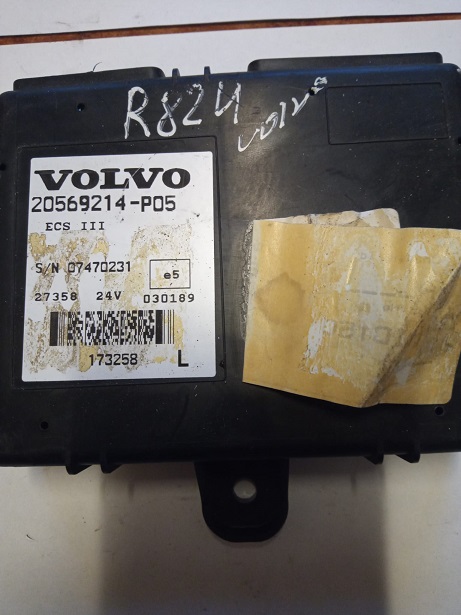 R824 volvo
VOLVO
20569214-P05
ECS III
S/N 07470231
e5
27358 24V 030189
173258 L